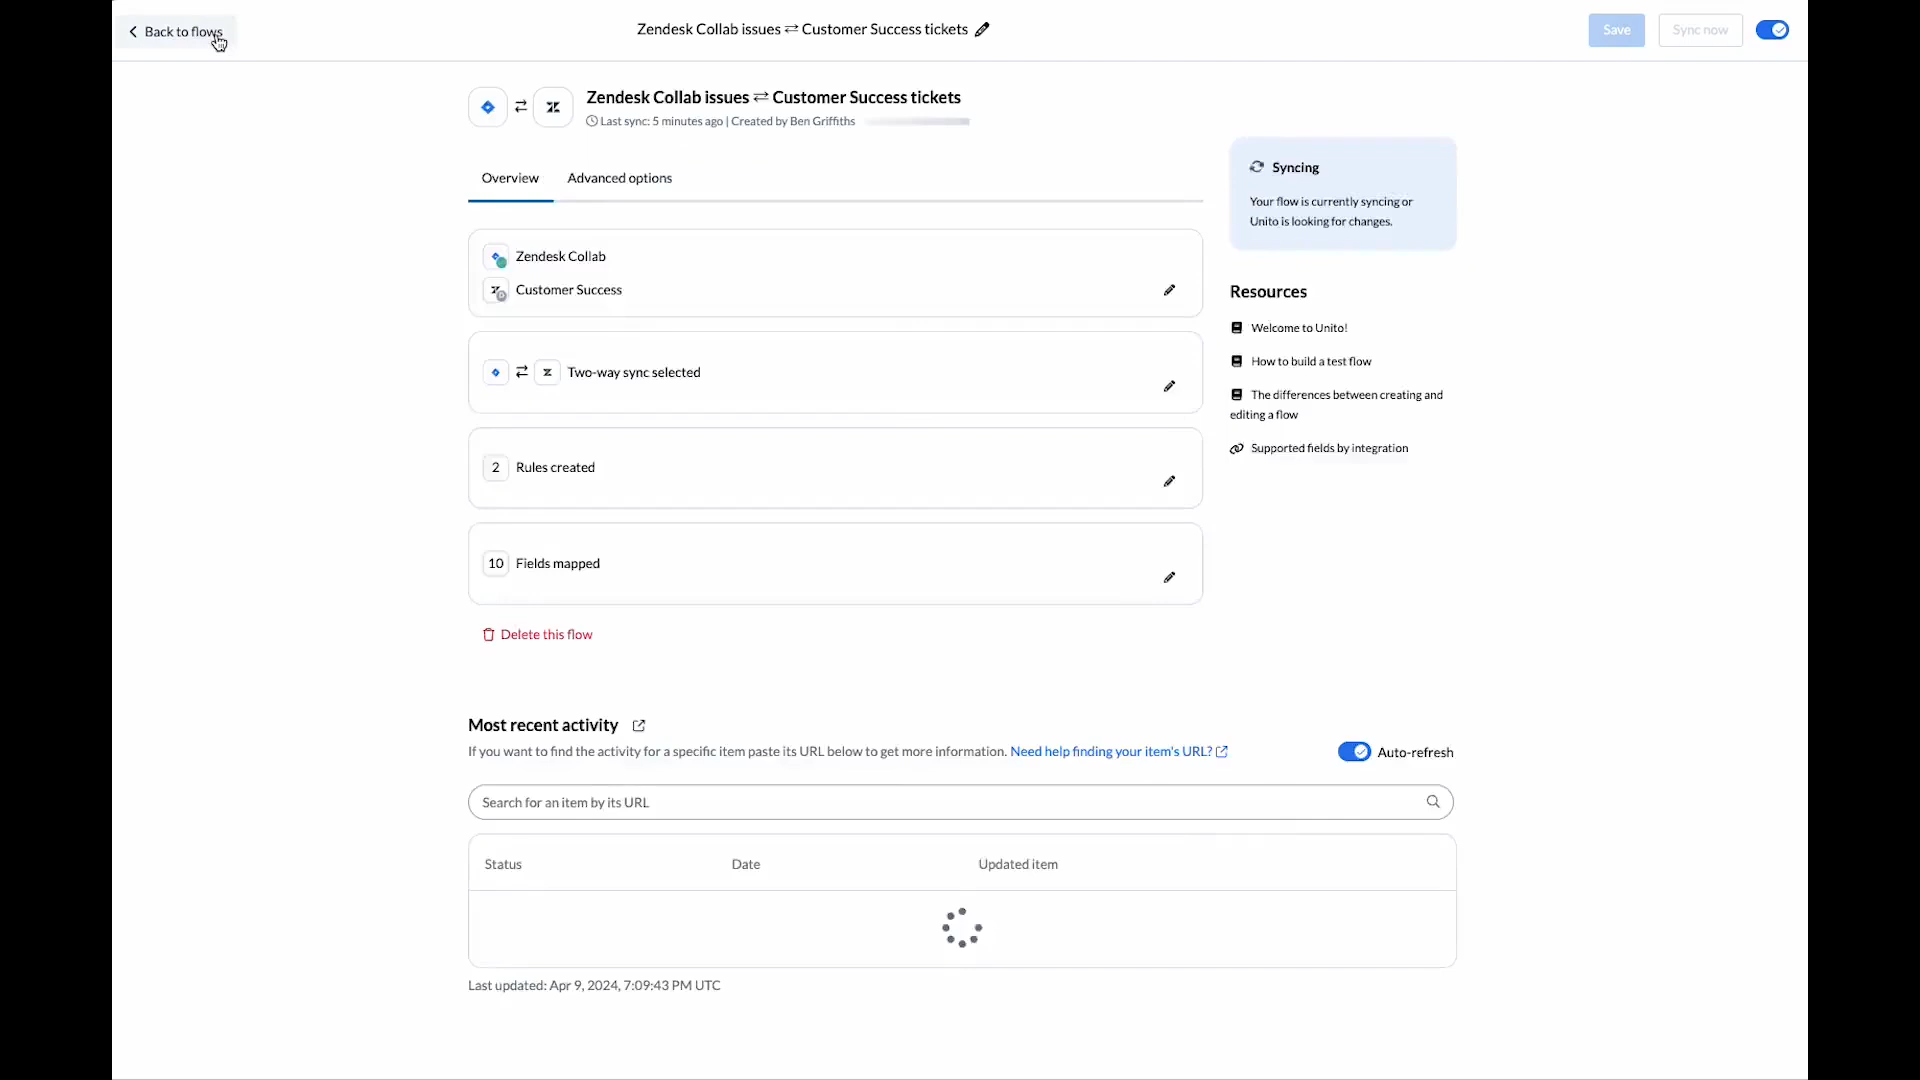 Back to flows
Zendesk Collab issues ⇄ Customer Success tickets
Save
Sync now
Zendesk Collab issues ⇄ Customer Success tickets
Last sync: 5 minutes ago | Created by Ben Griffiths
Overview
Advanced options
Zendesk Collab
Customer Success
Two-way sync selected
2 Rules created
10 Fields mapped
Delete this flow
Syncing
Your flow is currently syncing or
Unito is looking for changes.
Resources
Welcome to Unito!
How to build a test flow
The differences between creating and
editing a flow
Supported fields by integration
Most recent activity
If you want to find the activity for a specific item paste its URL below to get more information. Need help finding your item's URL?
Auto-refresh
Search for an item by its URL
Status
Date
Updated item
Last updated: Apr 9, 2024, 7:09:43 PM UTC